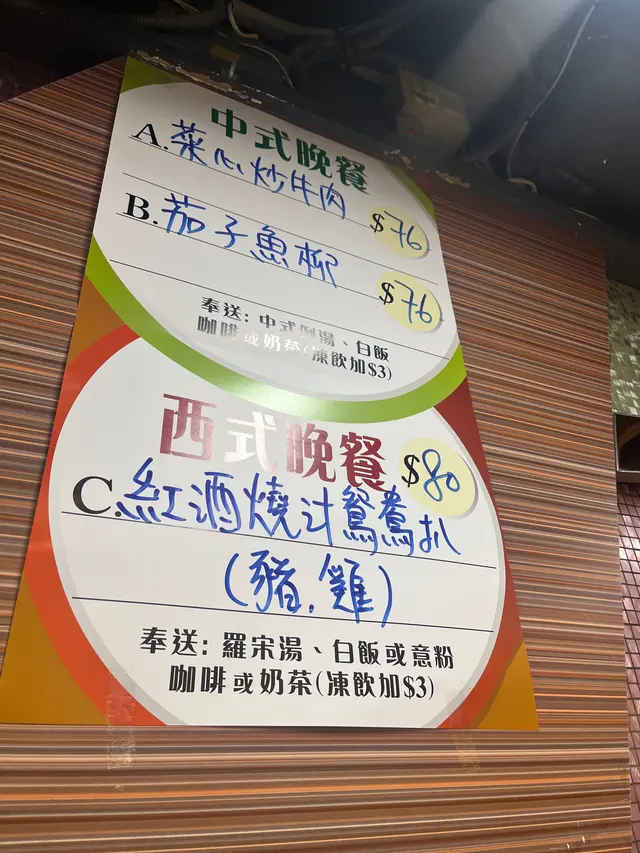 中式晚餐
A.菜心炒牛肉
$76
B.茄子魚柳
$76
奉送: 中式例湯、白飯
咖啡或奶茶(凍飲加$3)
西式晚餐
$80
C.紅酒燒汁鴛鴦扒
(豬.雞)
奉送: 羅宋湯、白飯或意粉
咖啡或奶茶(凍飲加$3)